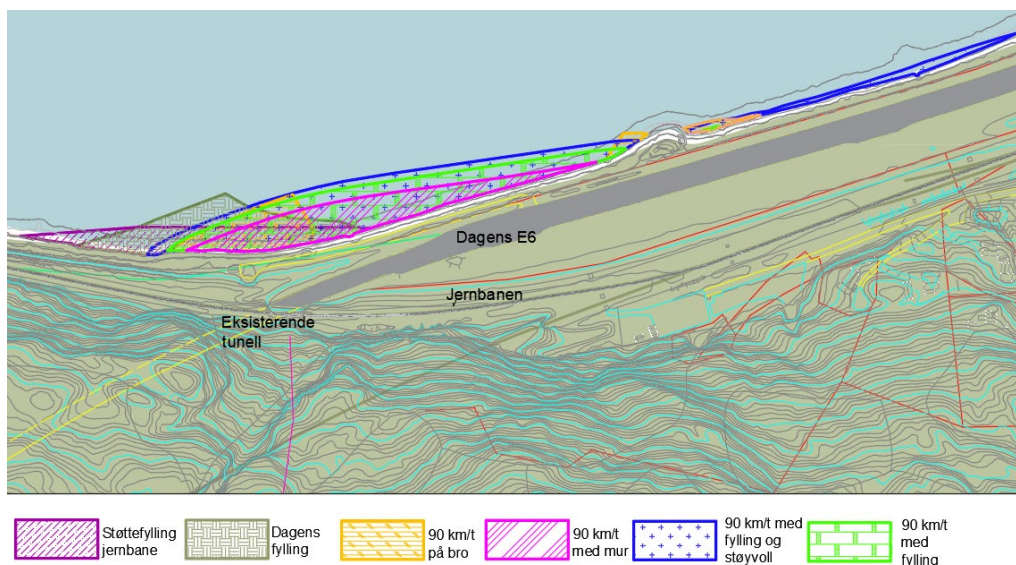 Dagens E6
Jernbanen
Eksisterende
tunell
Støttefylling
jernbane
Dagens
fylling
90 km/t
på bro
90 km/t
med mur
90 km/t med
fylling og
støyvoll
90 km/t
med
fylling